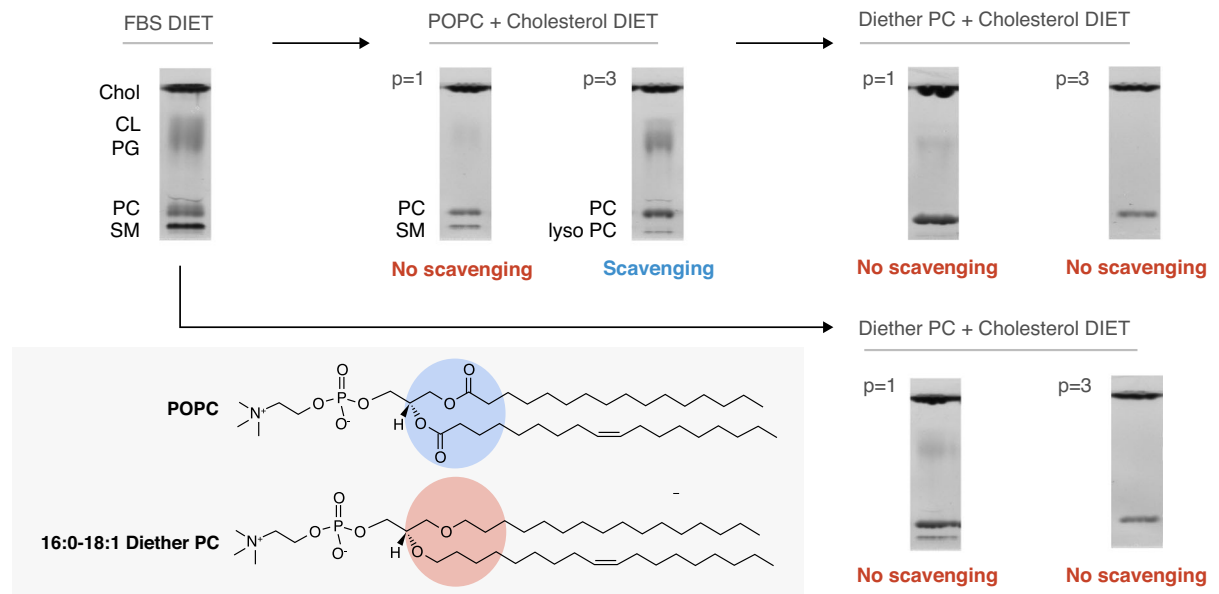 FBS DIET
POPC + Cholesterol DIET
Diether PC + Cholesterol DIET
p=1
p=3
p=1
p=3
Chol
CL
PG
PC
SM
PC
SM
PC
lyso PC
No scavenging
Scavenging
No scavenging
No scavenging
Diether PC + Cholesterol DIET
p=1
p=3
No scavenging
No scavenging
POPC
N+
O
P
O
O-
O
H
O
O
O
O
16:0-18:1 Diether PC
N+
O
P
O
O-
O
H
O
O